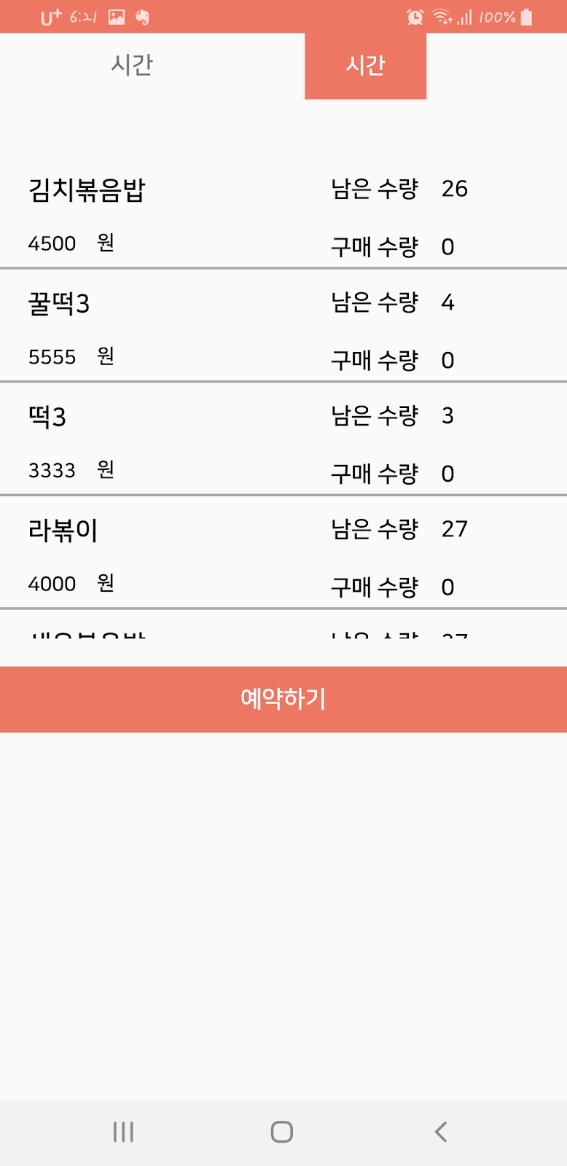 U+ 6:21 100%
시간 시간
김치볶음밥 남은 수량 26
4500 원 구매 수량 0
꿀떡3 남은 수량 4
5555 원 구매 수량 0
떡3 남은 수량 3
3333 원 구매 수량 0
라볶이 남은 수량 27
4000 원 구매 수량 0
예약하기